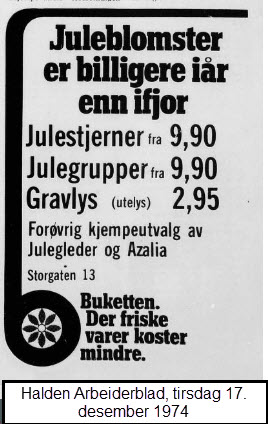 Juleblomster
er billigere iår
enn ifjor
Julestjerner fra 9,90
Julegrupper fra 9,90
Gravlys (utelys) 2,95
Forøvrig kjempeutvalg av
Julegleder og Azalia
Storgaten 13
Buketten.
Der friske
varer koster
mindre.
Halden Arbeiderblad, tirsdag 17.
desember 1974